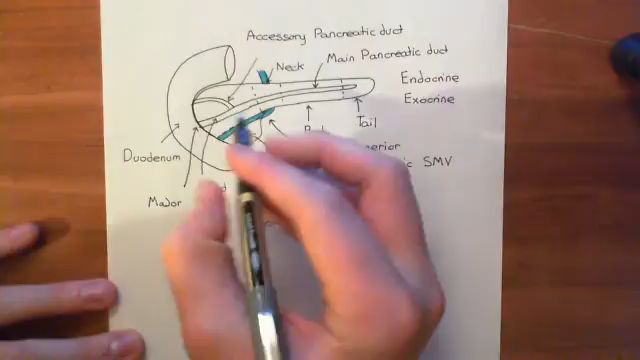 Accessory Pancreatic duct
Neck
Main Pancreatic duct
Endocrine
Exocrine
Tail
Duodenum
SMV
Major